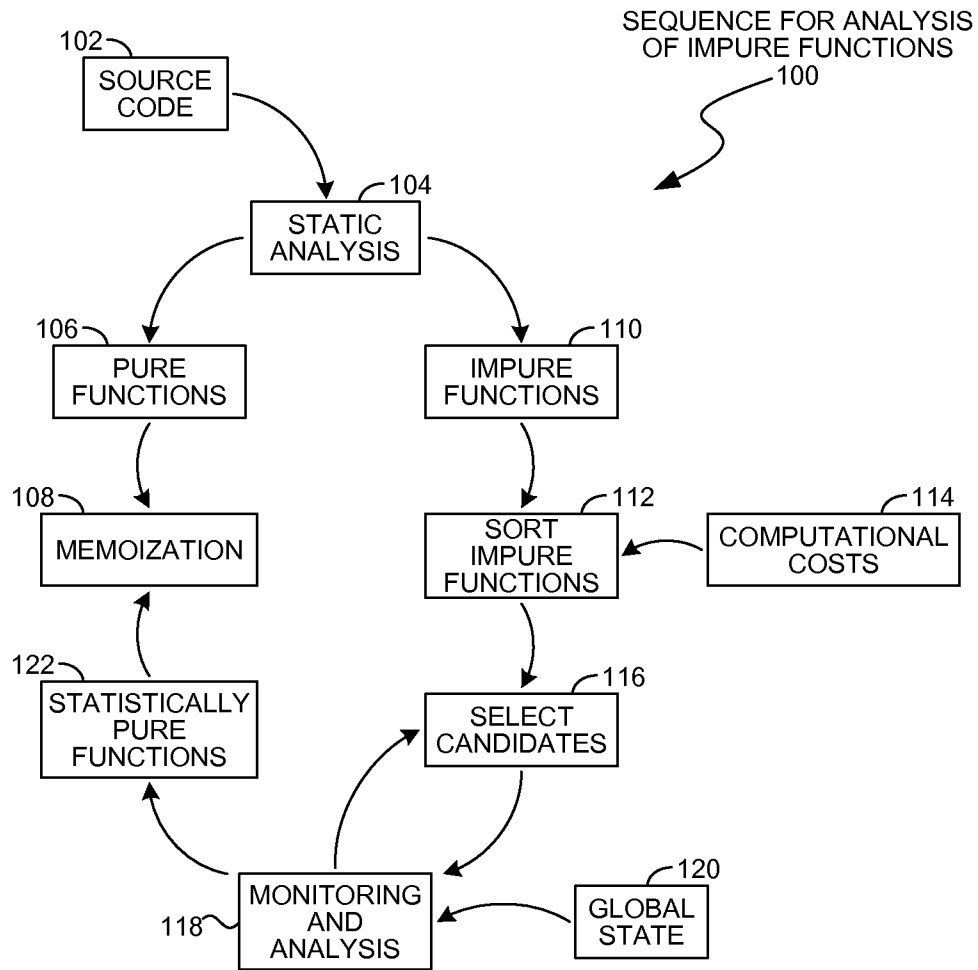 SEQUENCE FOR ANALYSIS
OF IMPURE FUNCTIONS
100
102
SOURCE
CODE
104
STATIC
ANALYSIS
106
PURE
FUNCTIONS
110
IMPURE
FUNCTIONS
108
MEMOIZATION
112
SORT
IMPURE
FUNCTIONS
114
COMPUTATIONAL
COSTS
122
STATISTICALLY
PURE
FUNCTIONS
116
SELECT
CANDIDATES
118
MONITORING
AND
ANALYSIS
120
GLOBAL
STATE